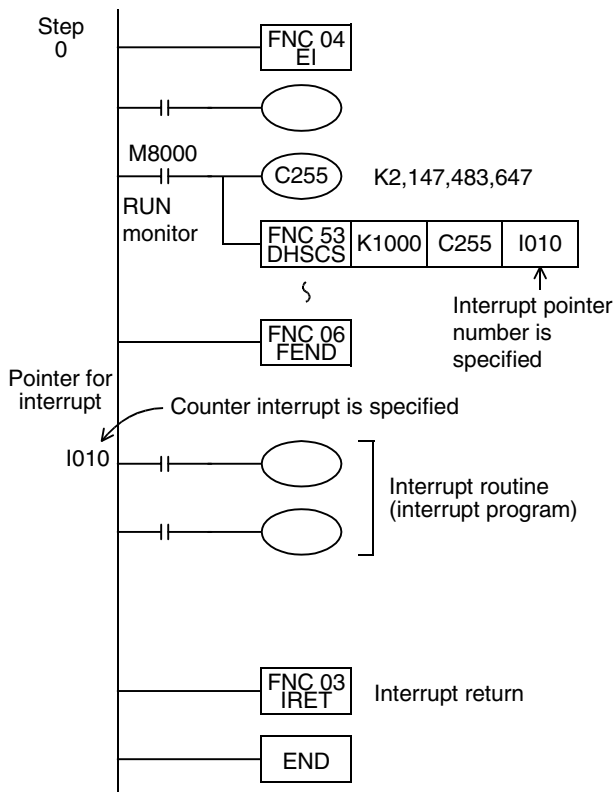 Step
0
FNC 04
EI
M8000
C255
K2,147,483,647
RUN
monitor
FNC 53
DHSCS
K1000
C255
I010
Interrupt pointer
number is
specified
FNC 06
FEND
Pointer for
interrupt
Counter interrupt is specified
I010
Interrupt routine
(interrupt program)
FNC 03
IRET
Interrupt return
END